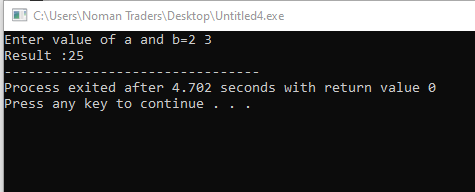 C:\Users\Noman Traders\Desktop\Untitled4.exe
Enter value of a and b=2 3
Result :25
--------------------------------
Process exited after 4.702 seconds with return value 0
Press any key to continue . . .